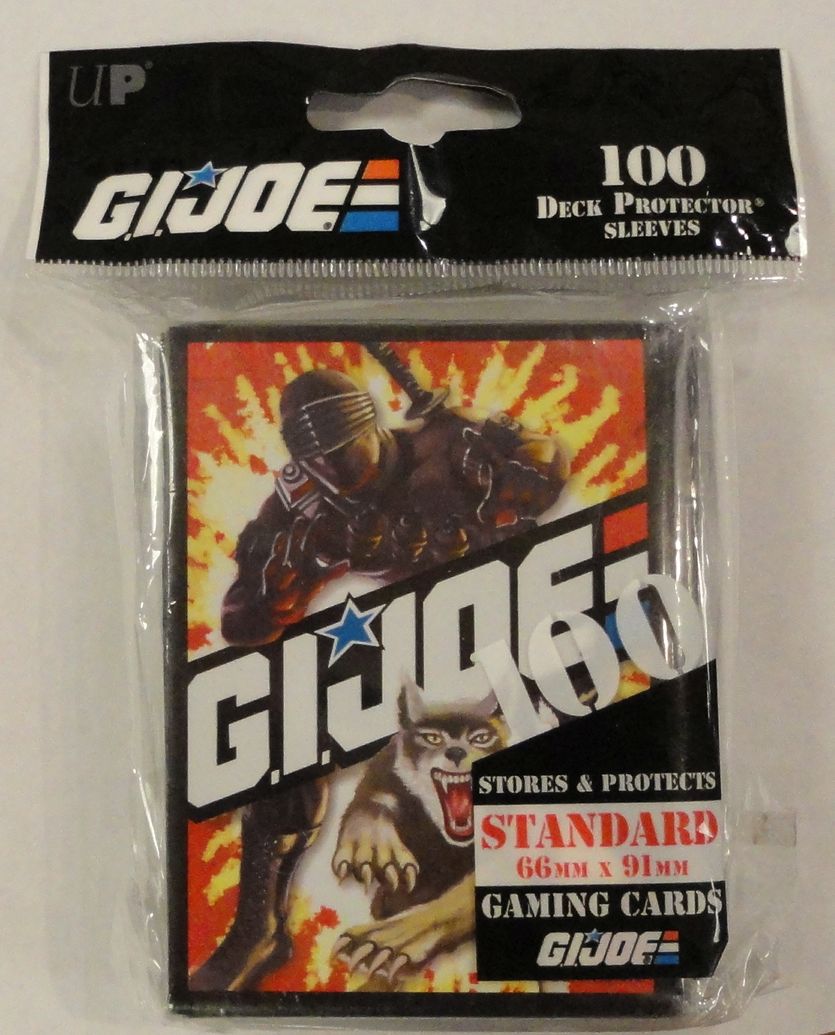 UP®
G.I.JOE®
100
DECK PROTECTOR®
SLEEVES
G.I.JOE
100
STORES & PROTECTS
STANDARD
66MM X 91MM
GAMING CARDS
G.I.JOE